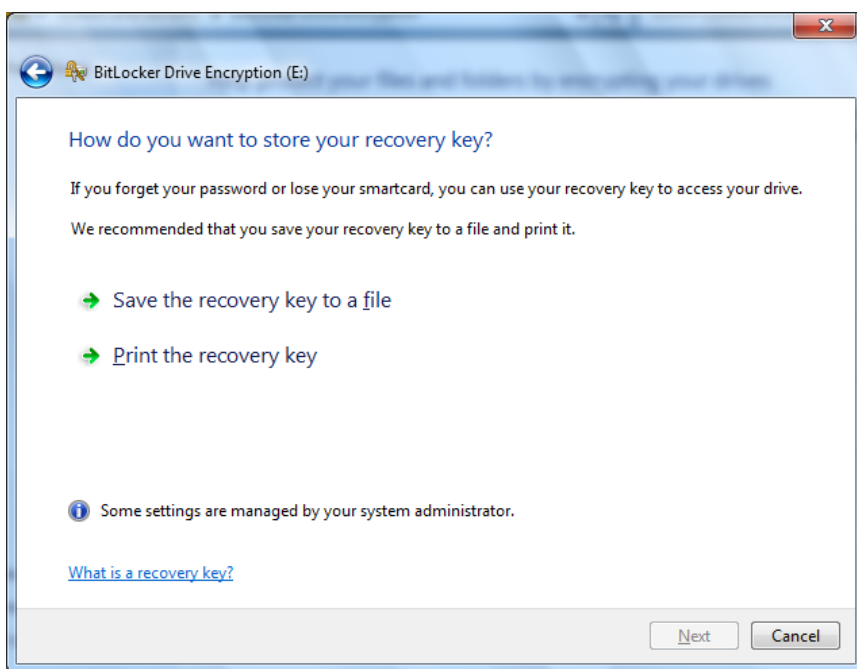 BitLocker Drive Encryption (E:)
How do you want to store your recovery key?
If you forget your password or lose your smartcard, you can use your recovery key to access your drive.
We recommended that you save your recovery key to a file and print it.
Save the recovery key to a file
Print the recovery key
Some settings are managed by your system administrator.
What is a recovery key?
Next
Cancel